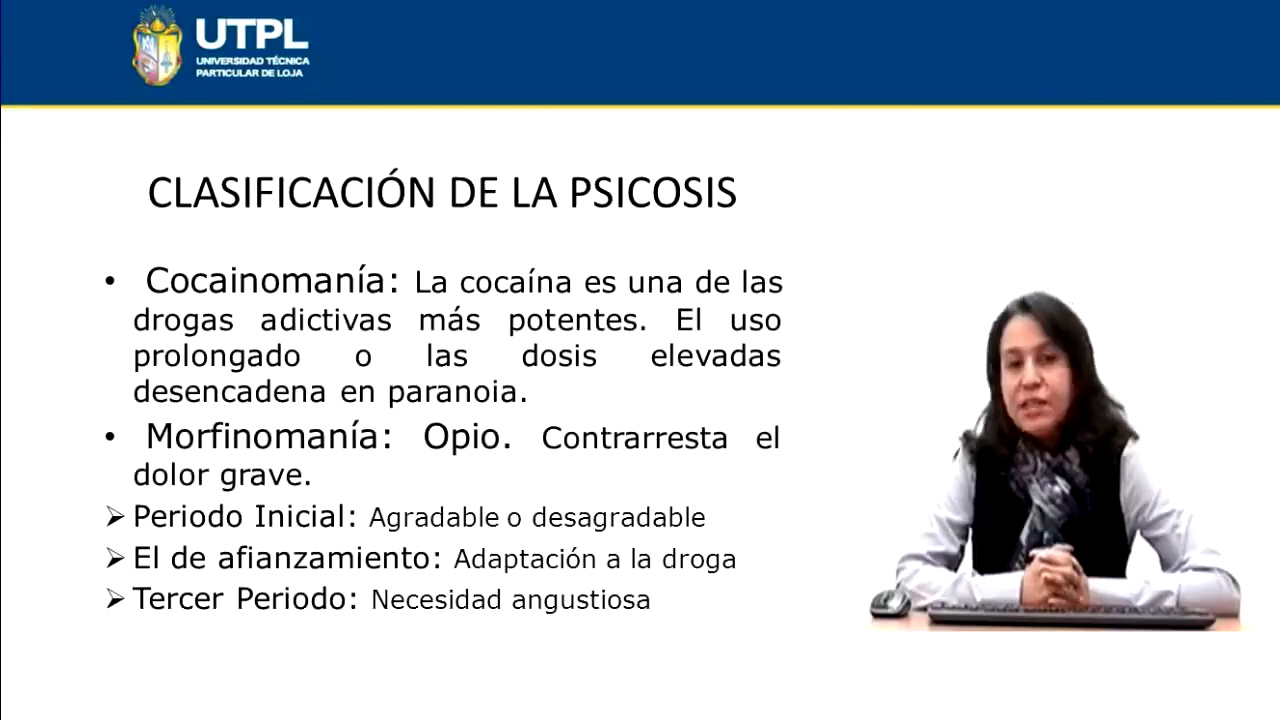 UTPL
UNIVERSIDAD TÉCNICA
PARTICULAR DE LOJA
CLASIFICACIÓN DE LA PSICOSIS
• Cocainomanía: La cocaína es una de las
drogas adictivas más potentes. El uso
prolongado o las dosis elevadas
desencadena en paranoia.
• Morfinomanía: Opio. Contrarresta el
dolor grave.
➢ Periodo Inicial: Agradable o desagradable
➢ El de afianzamiento: Adaptación a la droga
➢ Tercer Periodo: Necesidad angustiosa